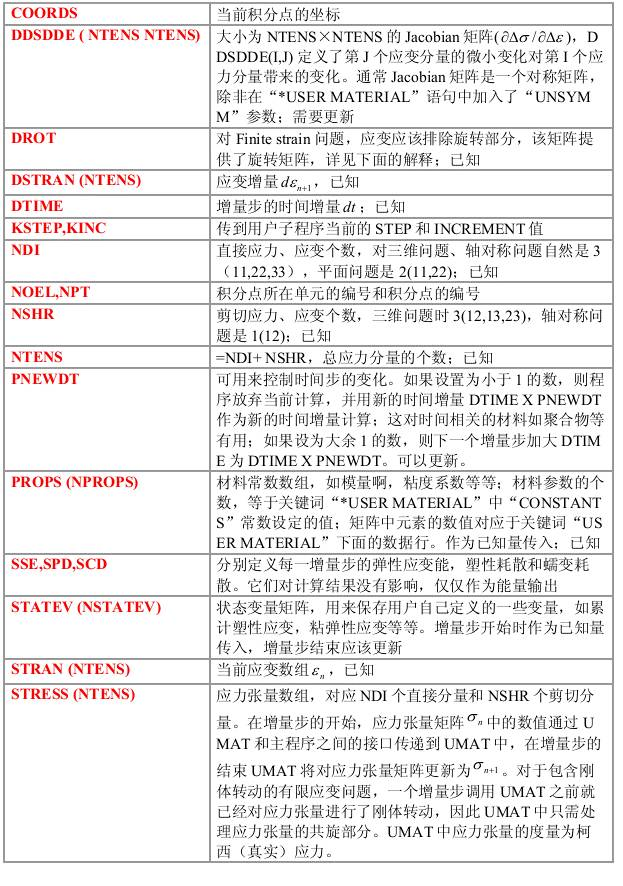 COORDS
当前积分点的坐标
DDSDDE ( NTENS NTENS)
大小为 NTENS×NTENS 的 Jacobian 矩阵(∂Δσ/∂Δε)，D
DSDDE(I,J) 定义了第 J 个应变分量的微小变化对第 I 个应
力分量带来的变化。通常 Jacobian 矩阵是一个对称矩阵，
除非在“*USER MATERIAL”语句中加入了“UNSYM
M”参数；需要更新
DROT
对 Finite strain 问题，应变应该排除旋转部分，该矩阵提
供了旋转矩阵，详见下面的解释；已知
DSTRAN (NTENS)
应变增量 dεn+1，已知
DTIME
增量步的时间增量 dt；已知
KSTEP,KINC
传到用户子程序当前的 STEP 和 INCREMENT 值
NDI
直接应力、应变个数，对三维问题、轴对称问题自然是 3
（11,22,33），平面问题是 2(11,22)；已知
NOEL,NPT
积分点所在单元的编号和积分点的编号
NSHR
剪切应力、应变个数，三维问题时 3(12,13,23)，轴对称问
题是 1(12)；已知
NTENS
=NDI+ NSHR，总应力分量的个数；已知
PNEWDT
可用来控制时间步的变化。如果设置为小于 1 的数，则程
序放弃当前计算，并用新的时间增量 DTIME X PNEWDT
作为新的时间增量计算；这对时间相关的材料如聚合物等
有用；如果设为大余 1 的数，则下一个增量步加大 DTIM
E 为 DTIME X PNEWDT。可以更新。
PROPS (NPROPS)
材料常数数组，如模量啊，粘度系数等等；材料参数的个
数，等于关键词“*USER MATERIAL”中“CONSTANT
S”常数设定的值；矩阵中元素的数值对应于关键词“US
ER MATERIAL”下面的数据行。作为已知量传入；已知
SSE,SPD,SCD
分别定义每一增量步的弹性应变能，塑性耗散和蠕变耗
散。它们对计算结果没有影响，仅仅作为能量输出
STATEV (NSTATEV)
状态变量矩阵，用来保存用户自己定义的一些变量，如累
计塑性应变，粘弹性应变等等。增量步开始时作为已知量
传入，增量步结束应该更新
STRAN (NTENS)
当前应变数组 εn，已知
STRESS (NTENS)
应力张量数组，对应 NDI 个直接分量和 NSHR 个剪切分
量。在增量步的开始，应力张量矩阵 σn 中的数值通过 U
MAT 和主程序之间的接口传递到 UMAT 中，在增量步的
结束 UMAT 将对应力张量矩阵更新为 σn+1。对于包含刚
体转动的有限应变问题，一个增量步调用 UMAT 之前就
已经对应力张量进行了刚体转动，因此 UMAT 中只需处
理应力张量的共旋部分。UMAT 中应力张量的度量为柯
西（真实）应力。